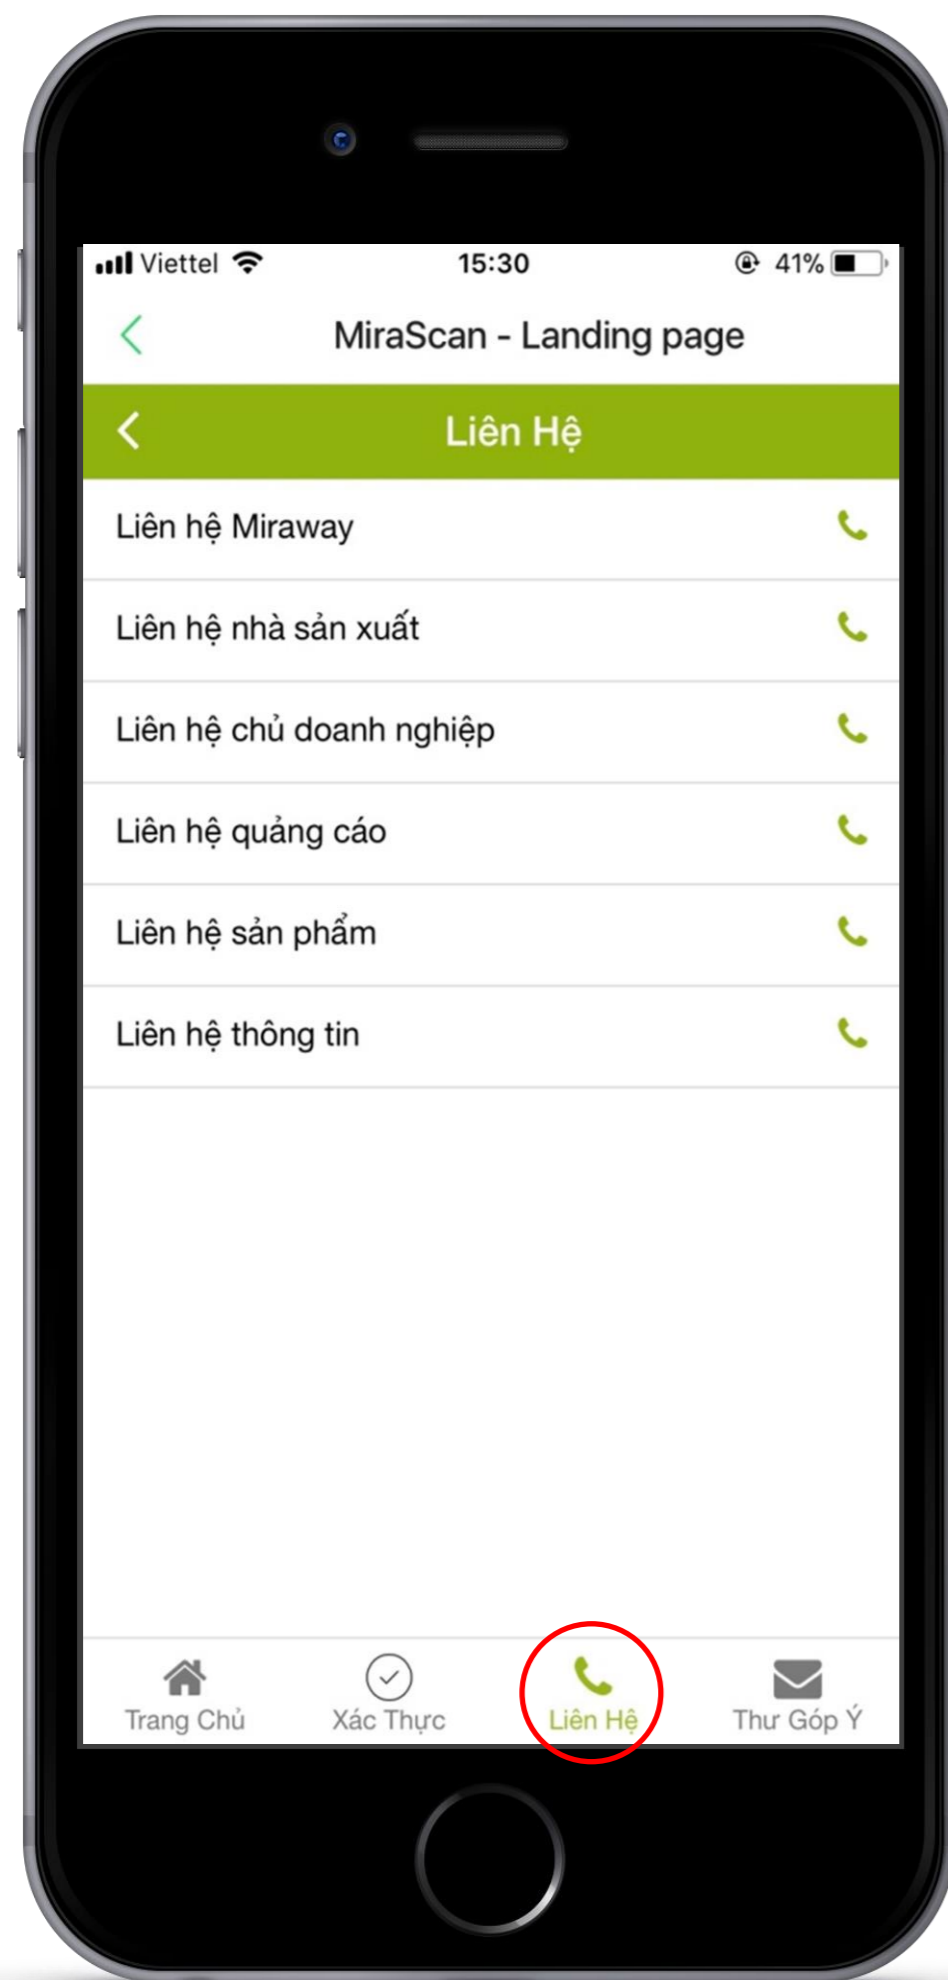 Viettel 15:30 41%
MiraScan - Landing page
Liên Hệ
Liên hệ Miraway
Liên hệ nhà sản xuất
Liên hệ chủ doanh nghiệp
Liên hệ quảng cáo
Liên hệ sản phẩm
Liên hệ thông tin
Trang Chủ Xác Thực Liên Hệ Thư Góp Ý